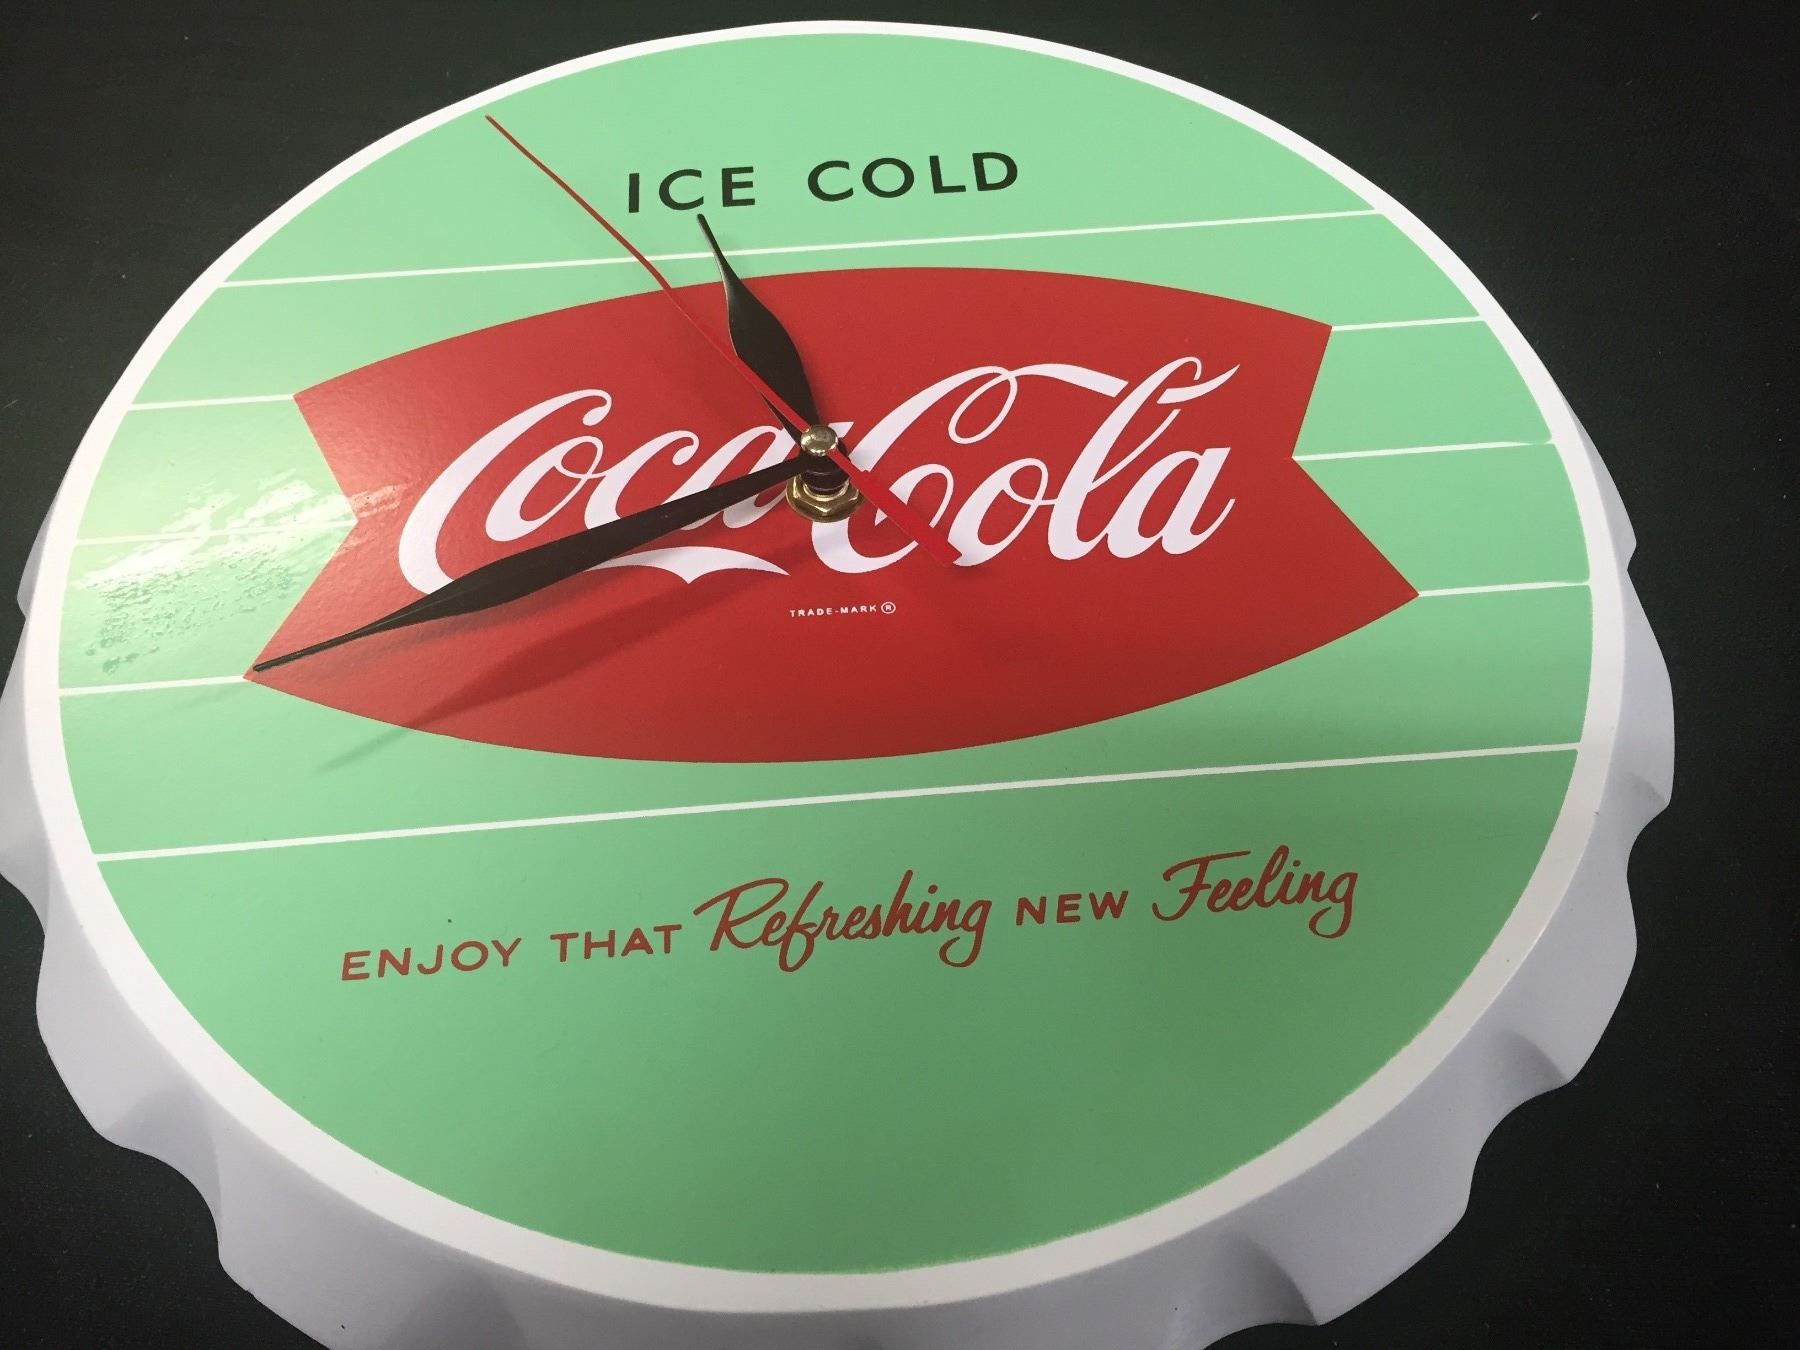 ICE COLD
Coca-Cola
TRADE-MARK ®
ENJOY THAT Refreshing NEW Feeling